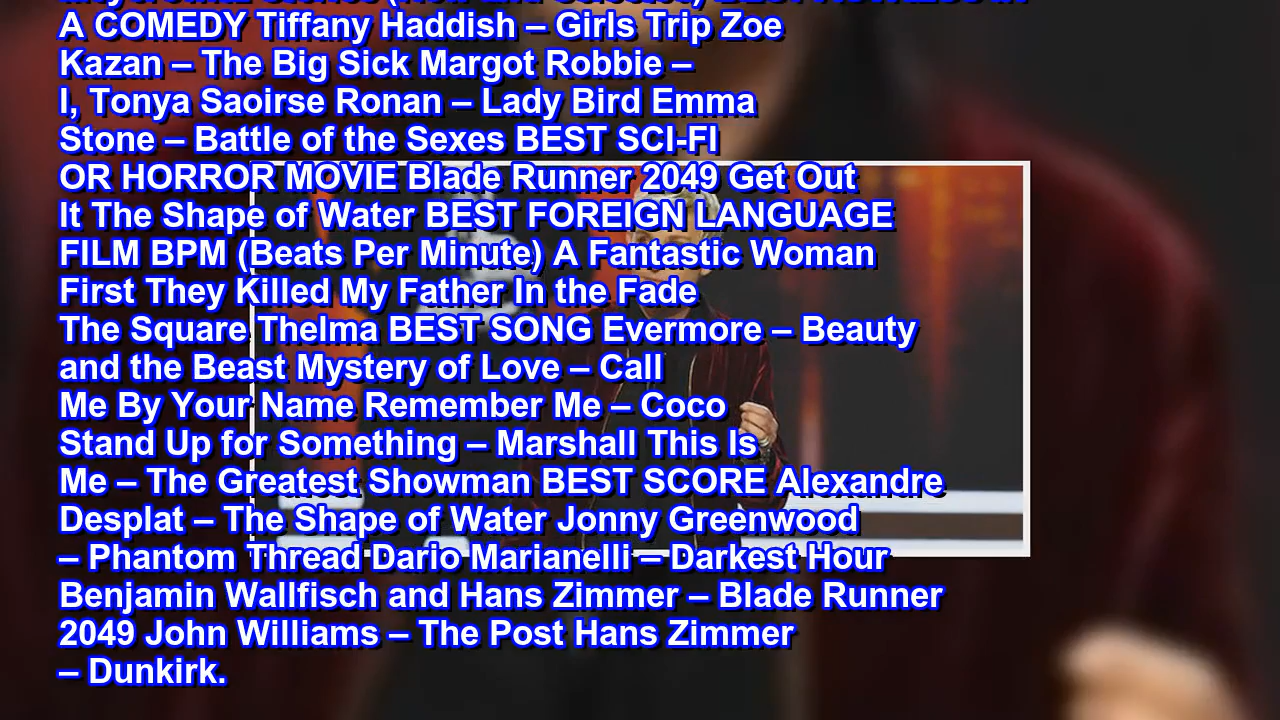 A COMEDY Tiffany Haddish – Girls Trip Zoe
Kazan – The Big Sick Margot Robbie –
I, Tonya Saoirse Ronan – Lady Bird Emma
Stone – Battle of the Sexes BEST SCI-FI
OR HORROR MOVIE Blade Runner 2049 Get Out
It The Shape of Water BEST FOREIGN LANGUAGE
FILM BPM (Beats Per Minute) A Fantastic Woman
First They Killed My Father In the Fade
The Square Thelma BEST SONG Evermore – Beauty
and the Beast Mystery of Love – Call
Me By Your Name Remember Me – Coco
Stand Up for Something – Marshall This Is
Me – The Greatest Showman BEST SCORE Alexandre
Desplat – The Shape of Water Jonny Greenwood
– Phantom Thread Dario Marianelli – Darkest Hour
Benjamin Wallfisch and Hans Zimmer – Blade Runner
2049 John Williams – The Post Hans Zimmer
– Dunkirk.